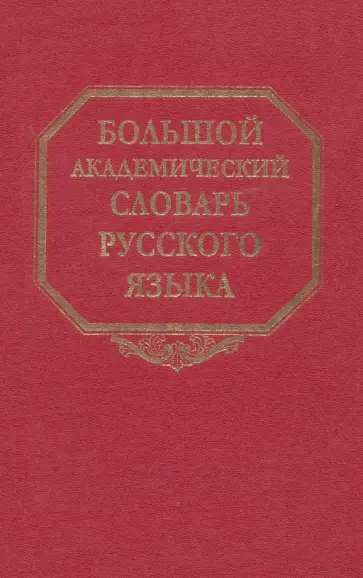 БОЛЬШОЙ
АКАДЕМИЧЕСКИЙ
СЛОВАРЬ
РУССКОГО
ЯЗЫКА